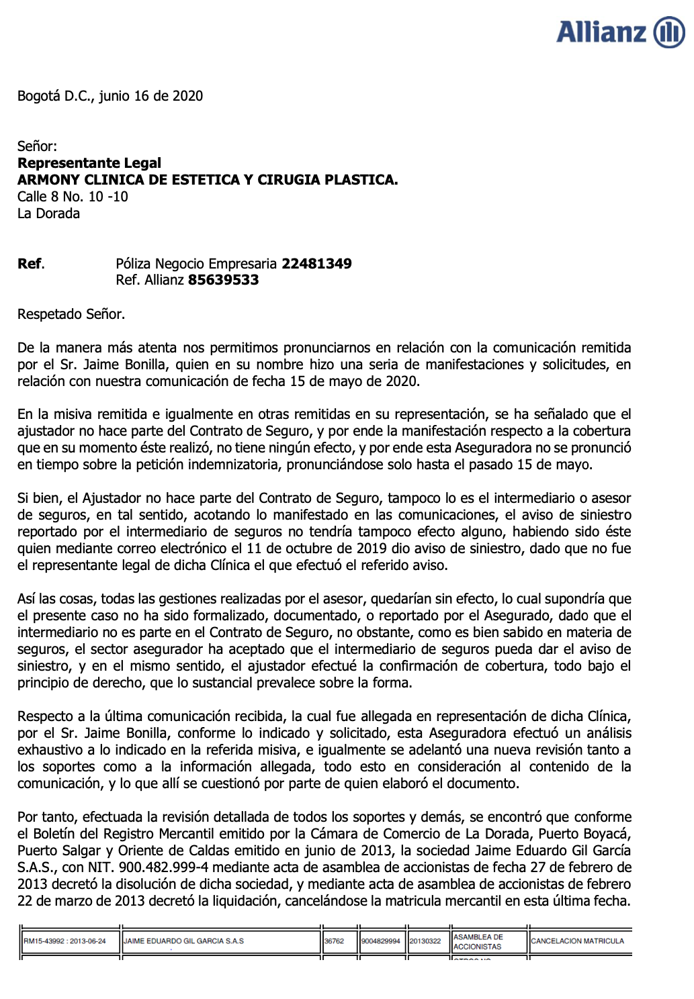 Allianz
Bogotá D.C., junio 16 de 2020
Señor:
Representante Legal
ARMONY CLINICA DE ESTETICA Y CIRUGIA PLASTICA.
Calle 8 No. 10 -10
La Dorada
Ref. Póliza Negocio Empresaria 22481349
Ref. Allianz 85639533
Respetado Señor.
De la manera más atenta nos permitimos pronunciarnos en relación con la comunicación remitida
por el Sr. Jaime Bonilla, quien en su nombre hizo una seria de manifestaciones y solicitudes, en
relación con nuestra comunicación de fecha 15 de mayo de 2020.
En la misiva remitida e igualmente en otras remitidas en su representación, se ha señalado que el
ajustador no hace parte del Contrato de Seguro, y por ende la manifestación respecto a la cobertura
que en su momento éste realizó, no tiene ningún efecto, y por ende esta Aseguradora no se pronunció
en tiempo sobre la petición indemnizatoria, pronunciándose solo hasta el pasado 15 de mayo.
Si bien, el Ajustador no hace parte del Contrato de Seguro, tampoco lo es el intermediario o asesor
de seguros, en tal sentido, acotando lo manifestado en las comunicaciones, el aviso de siniestro
reportado por el intermediario de seguros no tendría tampoco efecto alguno, habiendo sido éste
quien mediante correo electrónico el 11 de octubre de 2019 dio aviso de siniestro, dado que no fue
el representante legal de dicha Clínica el que efectuó el referido aviso.
Así las cosas, todas las gestiones realizadas por el asesor, quedarían sin efecto, lo cual supondría que
el presente caso no ha sido formalizado, documentado, o reportado por el Asegurado, dado que el
intermediario no es parte en el Contrato de Seguro, no obstante, como es bien sabido en materia de
seguros, el sector asegurador ha aceptado que el intermediario de seguros pueda dar el aviso de
siniestro, y en el mismo sentido, el ajustador efectué la confirmación de cobertura, todo bajo el
principio de derecho, que lo sustancial prevalece sobre la forma.
Respecto a la última comunicación recibida, la cual fue allegada en representación de dicha Clínica,
por el Sr. Jaime Bonilla, conforme lo indicado y solicitado, esta Aseguradora efectuó un análisis
exhaustivo a lo indicado en la referida misiva, e igualmente se adelantó una nueva revisión tanto a
los soportes como a la información allegada, todo esto en consideración al contenido de la
comunicación, y lo que allí se cuestionó por parte de quien elaboró el documento.
Por tanto, efectuada la revisión detallada de todos los soportes y demás, se encontró que conforme
el Boletín del Registro Mercantil emitido por la Cámara de Comercio de La Dorada, Puerto Boyacá,
Puerto Salgar y Oriente de Caldas emitido en junio de 2013, la sociedad Jaime Eduardo Gil García
S.A.S., con NIT. 900.482.999-4 mediante acta de asamblea de accionistas de fecha 27 de febrero de
2013 decretó la disolución de dicha sociedad, y mediante acta de asamblea de accionistas de febrero
22 de marzo de 2013 decretó la liquidación, cancelándose la matricula mercantil en esta última fecha.
RM15-43992 : 2013-06-24 JAIME EDUARDO GIL GARCIA S.A.S 36762 9004829994 20130322 ASAMBLEA DE ACCIONISTAS CANCELACION MATRICULA